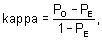 kappa = (P_O − P_E) / (1 − P_E),